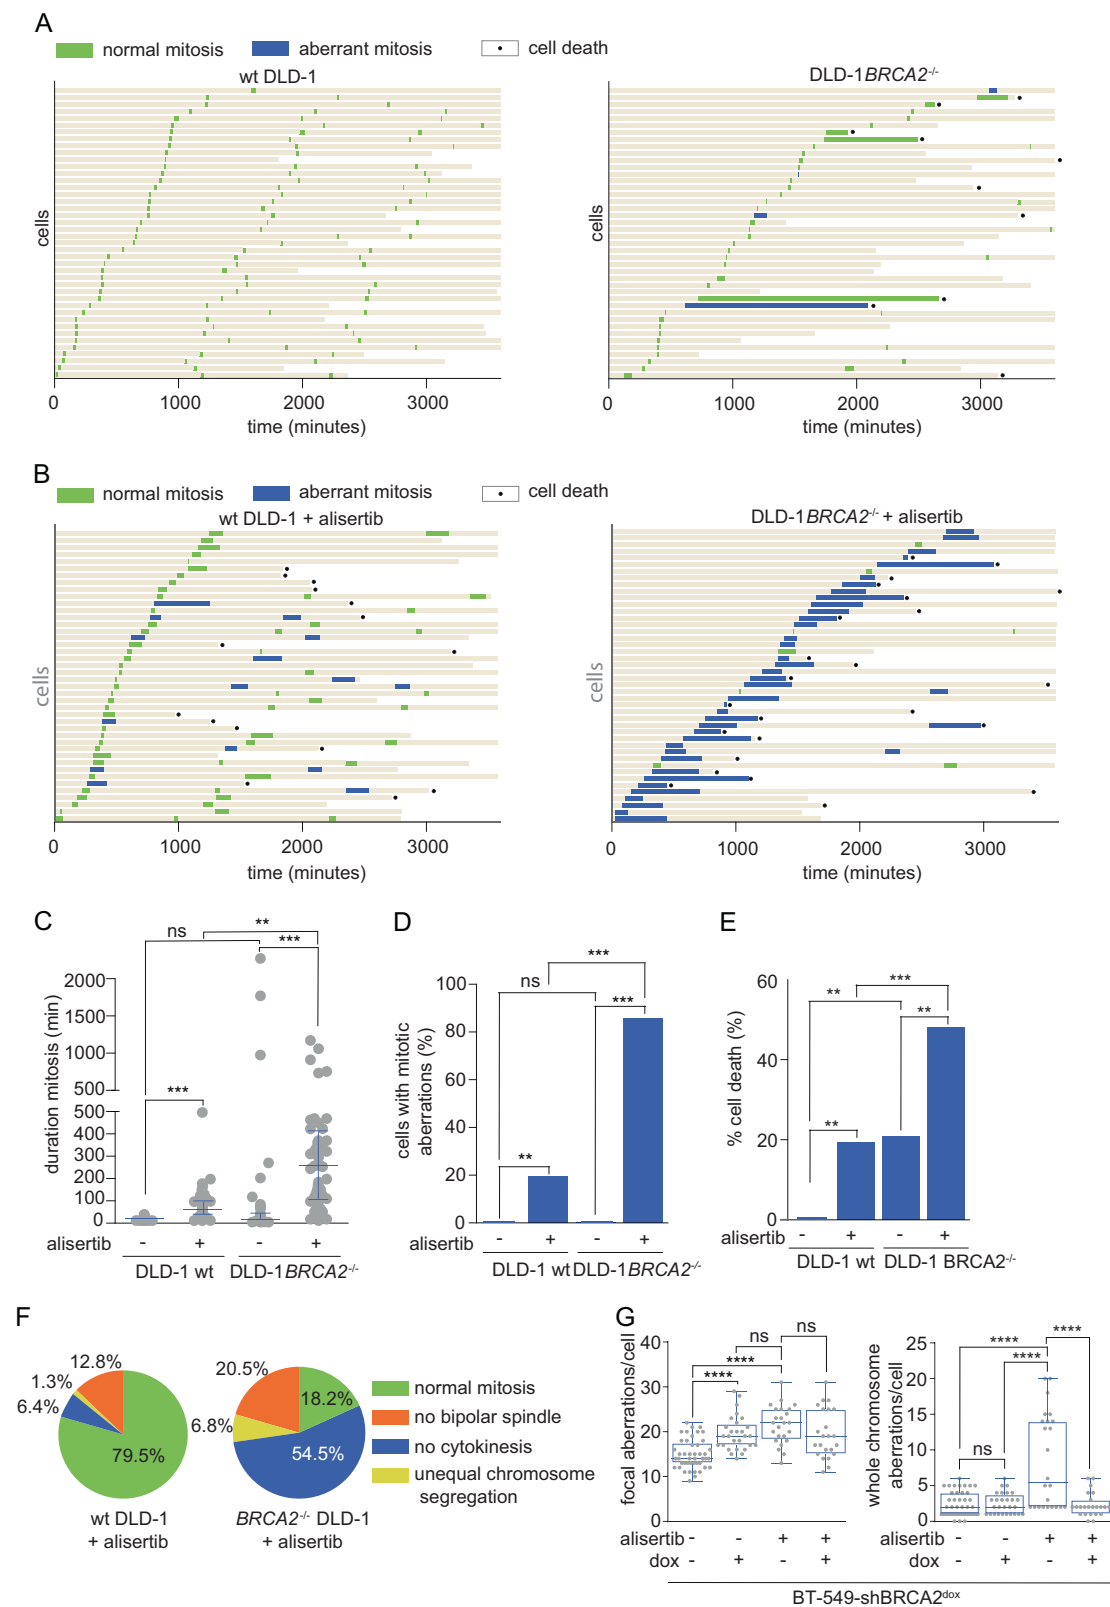 A
normal mitosis
aberrant mitosis
cell death
wt DLD-1
DLD-1BRCA2-/-
cells
cells
0
1000
2000
3000
time (minutes)
0
1000
2000
3000
time (minutes)
B
normal mitosis
aberrant mitosis
cell death
wt DLD-1 + alisertib
DLD-1BRCA2-/- + alisertib
cells
cells
0
1000
2000
3000
time (minutes)
0
1000
2000
3000
time (minutes)
C
duration mitosis (min)
2000
1500
1000
500
500
400
300
200
100
0
ns
**
***
***
alisertib
-
+
-
+
DLD-1 wt
DLD-1BRCA2-/-
D
cells with mitotic
aberrations (%)
100
80
60
40
20
0
***
ns
***
**
alisertib
-
+
-
+
DLD-1 wt
DLD-1BRCA2-/-
E
% cell death (%)
60
40
20
0
***
**
**
**
alisertib
-
+
-
+
DLD-1 wt
DLD-1 BRCA2-/-
F
12.8%
1.3%
6.4%
79.5%
wt DLD-1
+ alisertib
20.5%
18.2%
6.8%
54.5%
BRCA2-/- DLD-1
+ alisertib
normal mitosis
no bipolar spindle
no cytokinesis
unequal chromosome
segregation
G
focal aberrations/cell
40
30
20
10
0
ns
ns
****
****
alisertib
-
-
+
+
dox
-
+
-
+
whole chromosome
aberrations/cell
25
20
15
10
5
0
****
****
****
ns
alisertib
-
-
+
+
dox
-
+
-
+
BT-549-shBRCA2dox